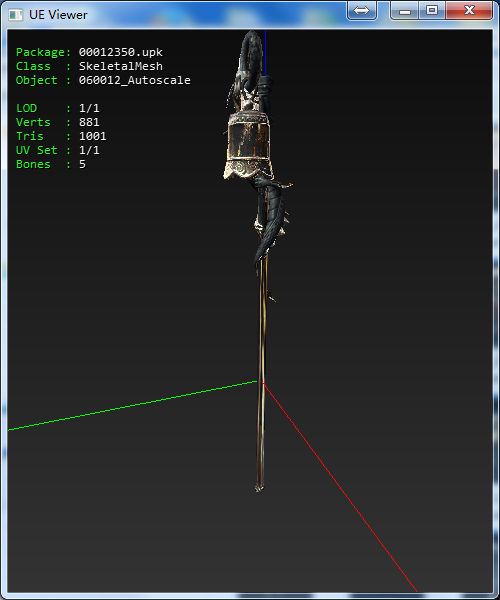 UE Viewer
Package: 00012350.upk
Class  : SkeletalMesh
Object : 060012_Autoscale
LOD    : 1/1
Verts  : 881
Tris   : 1001
UV Set : 1/1
Bones  : 5